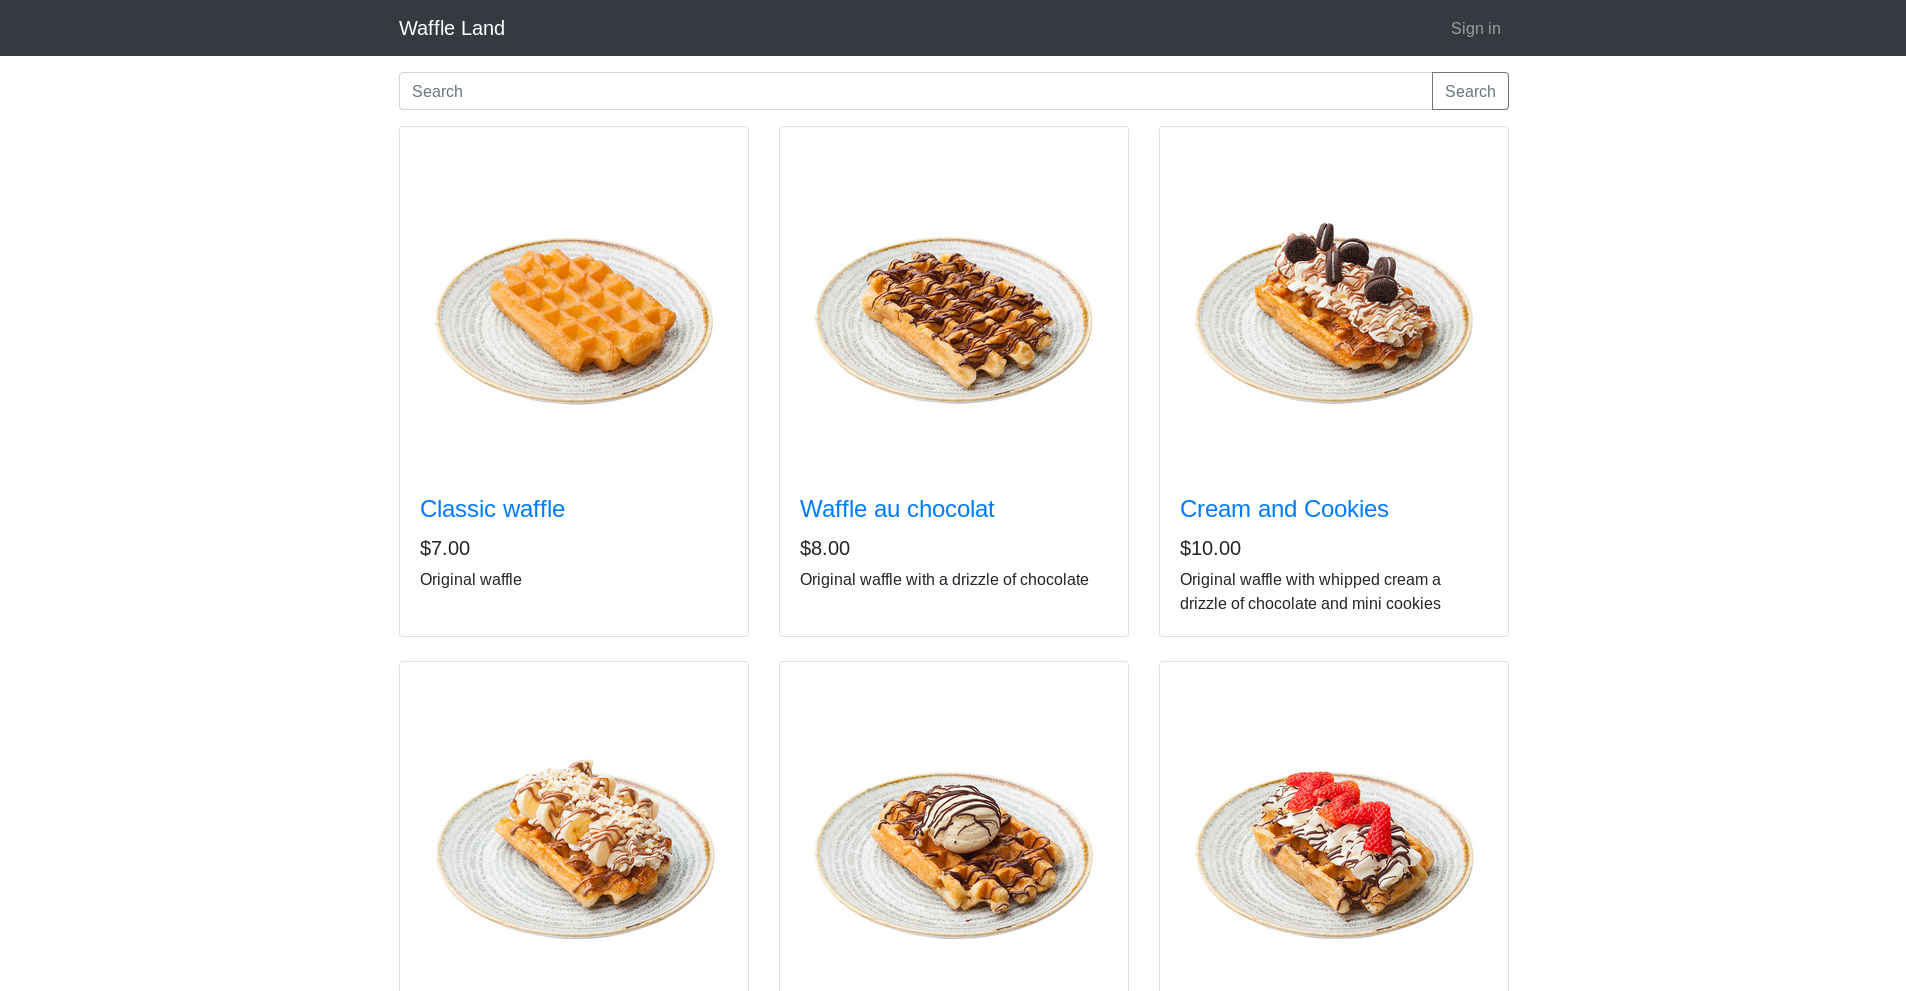 Waffle Land
Sign in
Search
Search
Classic waffle
$7.00
Original waffle
Waffle au chocolat
$8.00
Original waffle with a drizzle of chocolate
Cream and Cookies
$10.00
Original waffle with whipped cream a
drizzle of chocolate and mini cookies